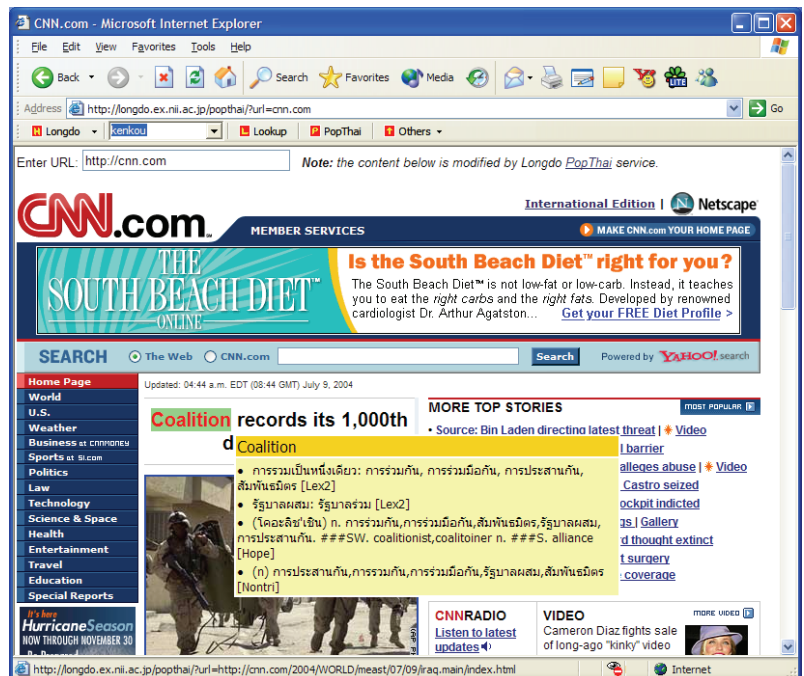 CNN.com - Microsoft Internet Explorer
File Edit View Favorites Tools Help
Back Search Favorites Media LITE
Address http://longdo.ex.nii.ac.jp/popthai/?url=cnn.com Go
Longdo kenkou Lookup PopThai Others
Enter URL: http://cnn.com Note: the content below is modified by Longdo PopThai service.
International Edition | N Netscape
CNN.com
MEMBER SERVICES MAKE CNN.com YOUR HOME PAGE
THE SOUTH BEACH DIET™ ONLINE
Is the South Beach Diet™ right for you?
The South Beach Diet™ is not low-fat or low-carb. Instead, it teaches
you to eat the right carbs and the right fats. Developed by renowned
cardiologist Dr. Arthur Agatston... Get your FREE Diet Profile >
SEARCH The Web CNN.com Search Powered by YAHOO! search
Home Page
World
U.S.
Weather
Business at CNNMONEY
Sports at SI.com
Politics
Law
Technology
Science & Space
Health
Entertainment
Travel
Education
Special Reports
It's here
HurricaneSeason
NOW THROUGH NOVEMBER 30
Updated: 04:44 a.m. EDT (08:44 GMT) July 9, 2004
Coalition records its 1,000th
d
Coalition
• การรวมเป็นหนึ่งเดียว: การร่วมกัน, การร่วมมือกัน, การประสานกัน,
สัมพันธมิตร [Lex2]
• รัฐบาลผสม: รัฐบาลร่วม [Lex2]
• (โคอะลิช'เชิน) n. การร่วมกัน,การร่วมมือกัน,สัมพันธมิตร,รัฐบาลผสม,
การประสานกัน. ###SW. coalitionist,coalitoiner n. ###S. alliance
[Hope]
• (n) การประสานกัน,การรวมกัน,การร่วมมือกัน,รัฐบาลผสม,สัมพันธมิตร
[Nontri]
MORE TOP STORIES MOST POPULAR
• Source: Bin Laden directing latest threat | Video
l barrier
alleges abuse | Video
Castro seized
ockpit indicted
gs | Gallery
rd thought extinct
t surgery
coverage
CNNRADIO
Listen to latest
updates
VIDEO MORE VIDEO
Cameron Diaz fights sale
of long-ago "kinky" video
http://longdo.ex.nii.ac.jp/popthai/?url=http://cnn.com/2004/WORLD/meast/07/09/iraq.main/index.html Internet